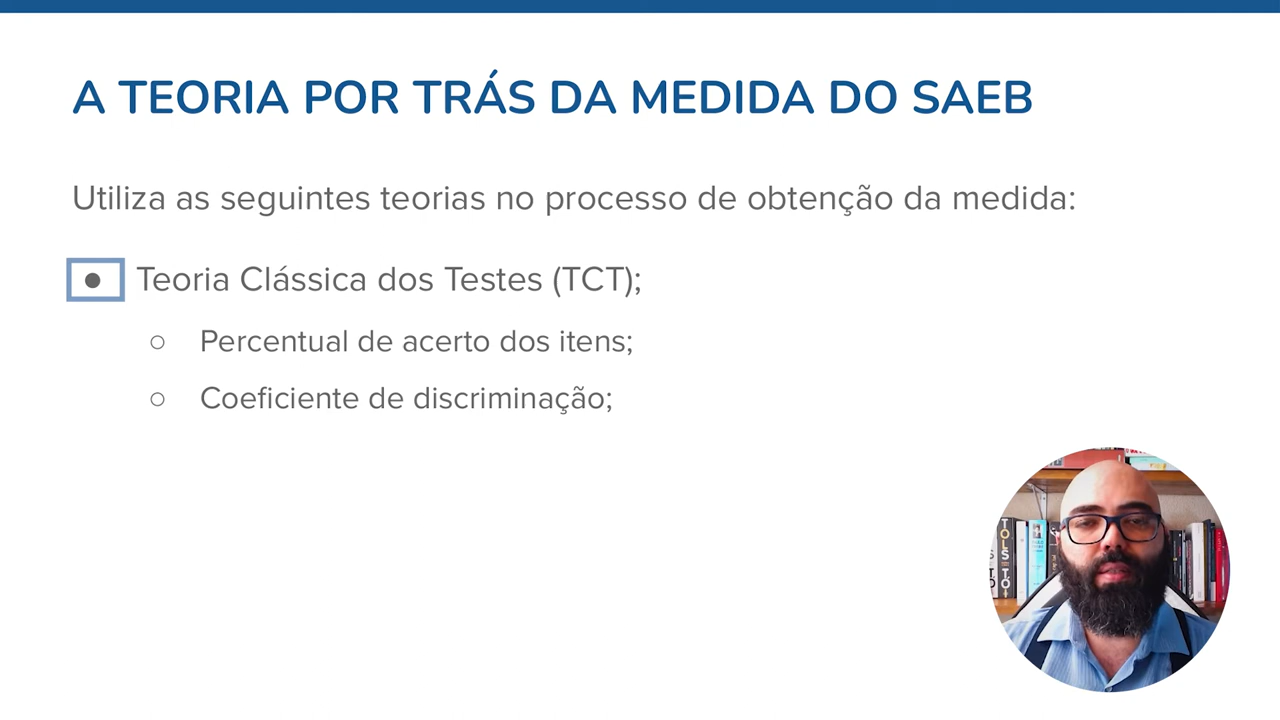 A TEORIA POR TRÁS DA MEDIDA DO SAEB
Utiliza as seguintes teorias no processo de obtenção da medida:
● Teoria Clássica dos Testes (TCT);
○ Percentual de acerto dos itens;
○ Coeficiente de discriminação;